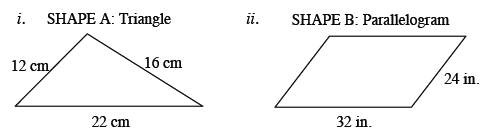 i. SHAPE A: Triangle
12 cm
16 cm
22 cm
ii. SHAPE B: Parallelogram
24 in.
32 in.